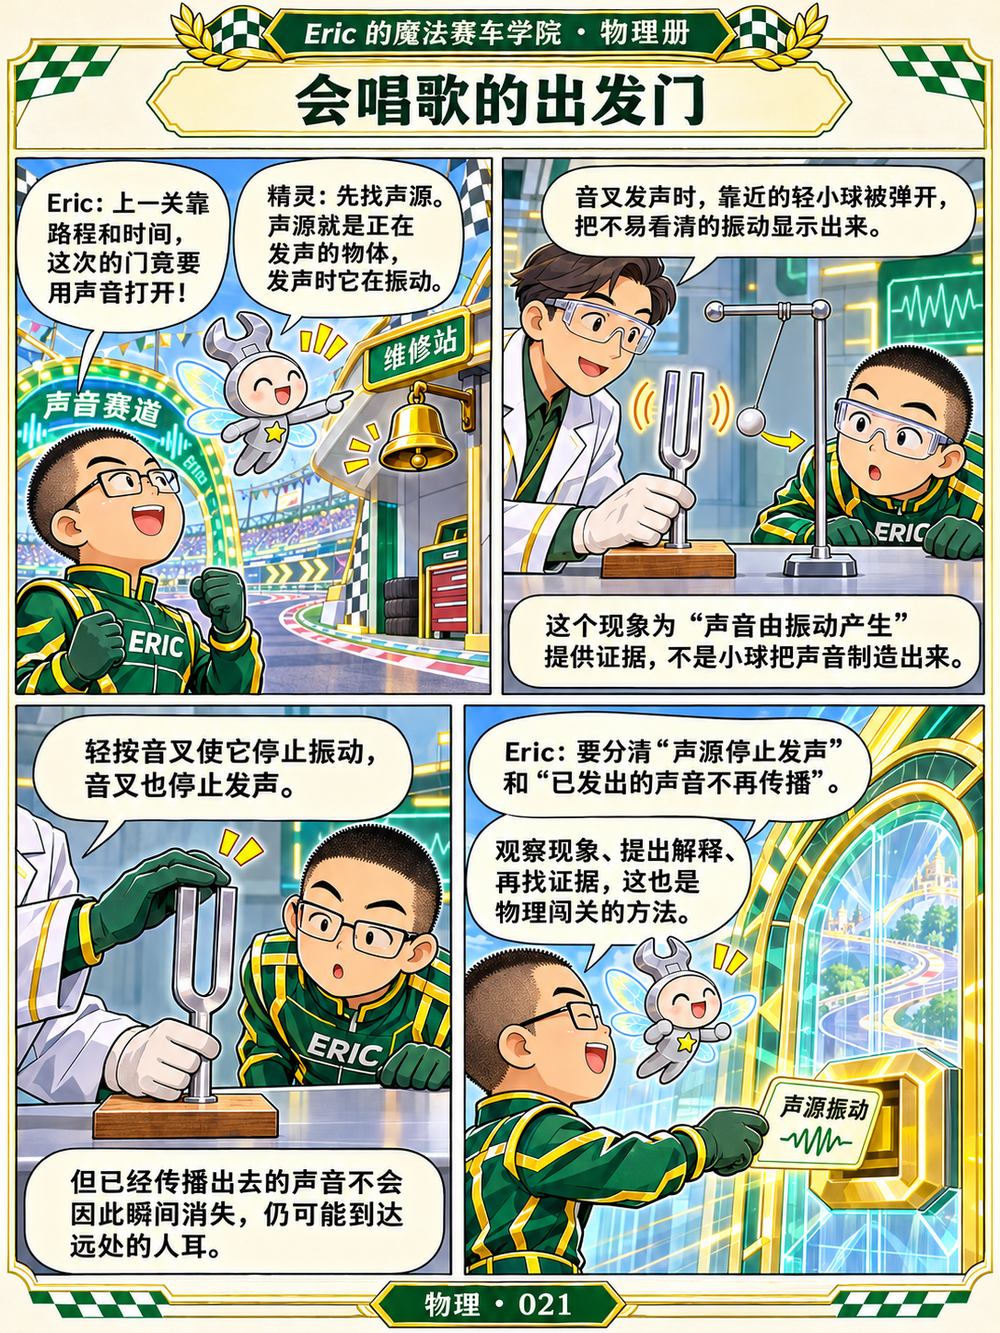 Eric 的魔法赛车学院 · 物理册
会唱歌的出发门
Eric：上一关靠
路程和时间，
这次的门竟要
用声音打开！
精灵：先找声源。
声源就是正在
发声的物体，
发声时它在振动。
声音赛道
维修站
ERIC
音叉发声时，靠近的轻小球被弹开，
把不易看清的振动显示出来。
ERIC
这个现象为“声音由振动产生”
提供证据，不是小球把声音制造出来。
轻按音叉使它停止振动，
音叉也停止发声。
ERIC
但已经传播出去的声音不会
因此瞬间消失，仍可能到达
远处的人耳。
Eric：要分清“声源停止发声”
和“已发出的声音不再传播”。
观察现象、提出解释、
再找证据，这也是
物理闯关的方法。
声源振动
物理 · 021